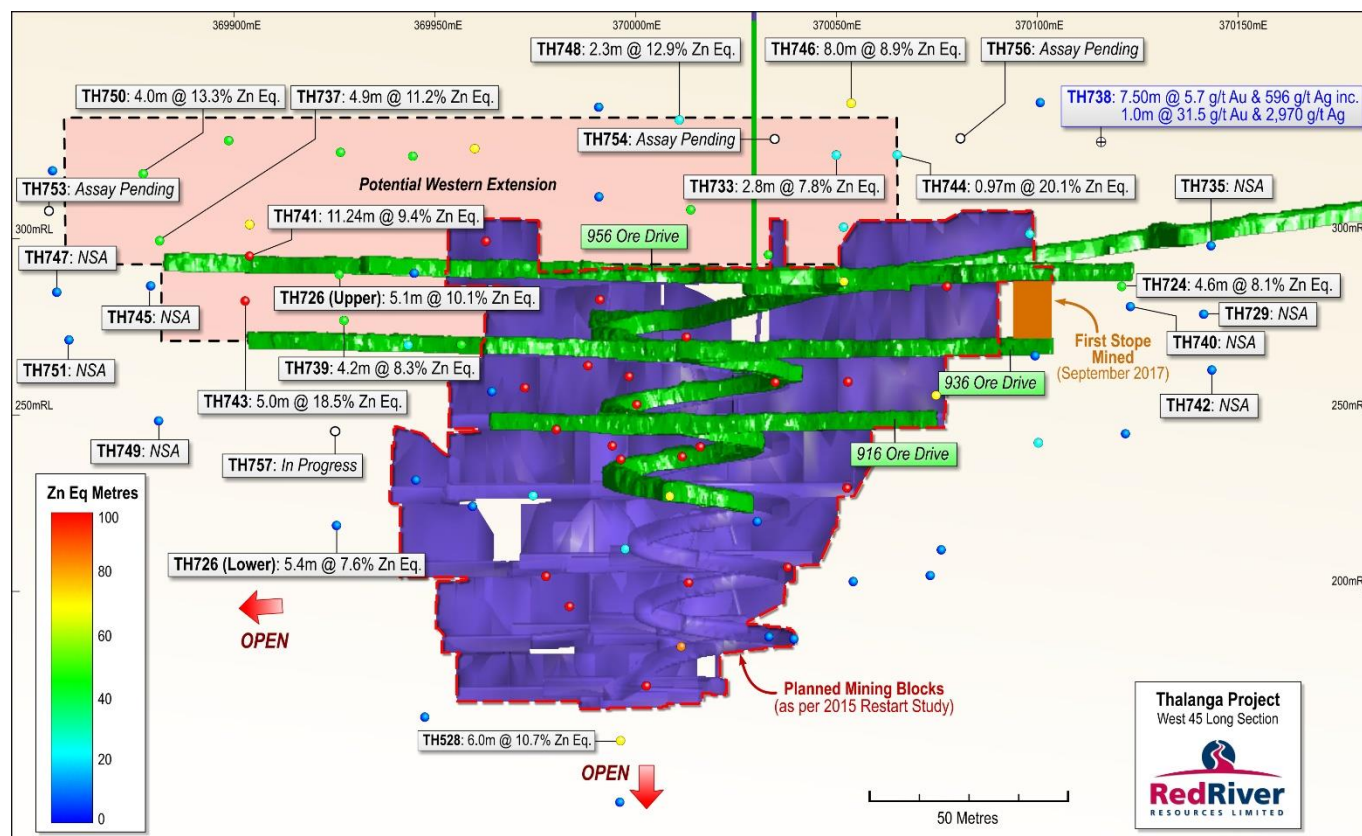 369900mE
369950mE
370000mE
370050mE
370100mE
370150mE
TH748: 2.3m @ 12.9% Zn Eq.
TH746: 8.0m @ 8.9% Zn Eq.
TH756: Assay Pending
TH750: 4.0m @ 13.3% Zn Eq.
TH737: 4.9m @ 11.2% Zn Eq.
TH738: 7.50m @ 5.7 g/t Au & 596 g/t Ag inc.
1.0m @ 31.5 g/t Au & 2,970 g/t Ag
TH754: Assay Pending
TH753: Assay Pending
Potential Western Extension
TH733: 2.8m @ 7.8% Zn Eq.
TH744: 0.97m @ 20.1% Zn Eq.
TH735: NSA
TH741: 11.24m @ 9.4% Zn Eq.
300mRL
956 Ore Drive
300mRL
TH747: NSA
TH726 (Upper): 5.1m @ 10.1% Zn Eq.
TH724: 4.6m @ 8.1% Zn Eq.
TH745: NSA
TH729: NSA
First Stope
Mined
(September 2017)
TH740: NSA
TH751: NSA
TH739: 4.2m @ 8.3% Zn Eq.
936 Ore Drive
TH743: 5.0m @ 18.5% Zn Eq.
TH742: NSA
250mRL
250mRL
TH749: NSA
916 Ore Drive
TH757: In Progress
Zn Eq Metres
100
80
60
40
20
0
TH726 (Lower): 5.4m @ 7.6% Zn Eq.
200mRL
OPEN
Planned Mining Blocks
(as per 2015 Restart Study)
TH528: 6.0m @ 10.7% Zn Eq.
OPEN
50 Metres
Thalanga Project
West 45 Long Section
RedRiver
RESOURCES LIMITED